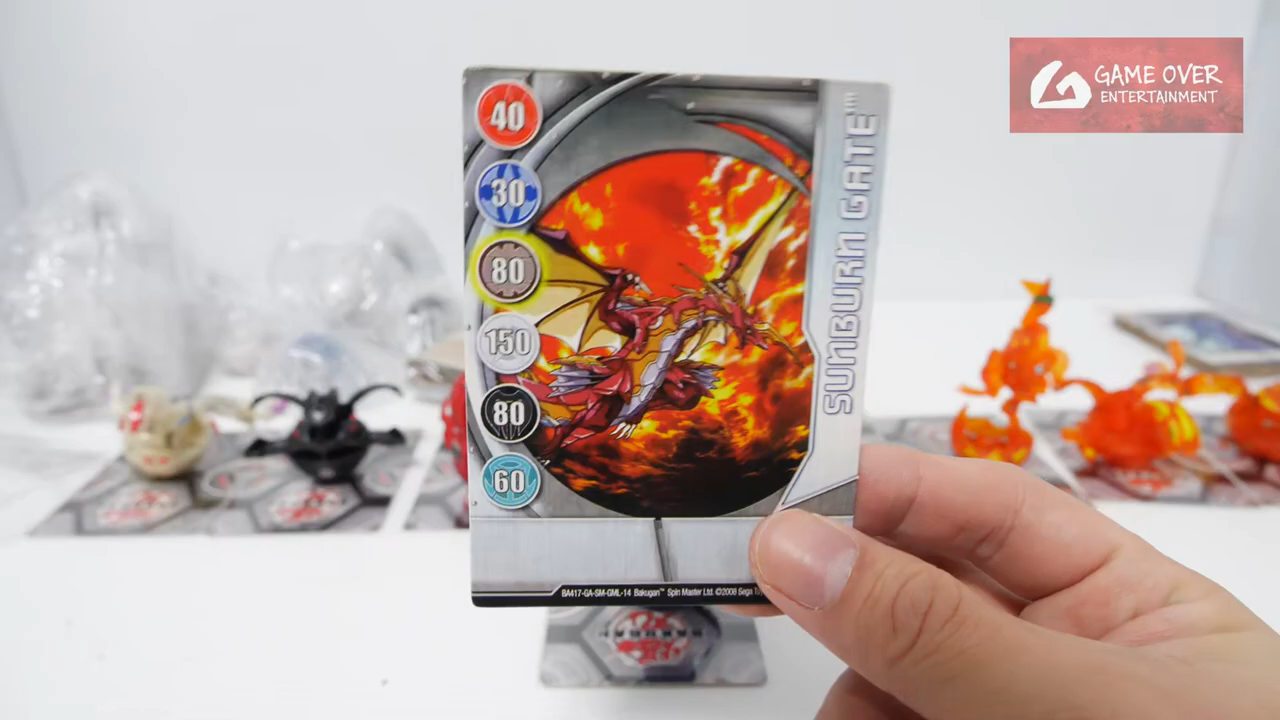 GAME OVER
ENTERTAINMENT
40
30
80
150
80
60
SUNBURN GATE™
BA417-GA-SM-GML-14 Bakugan™ Spin Master Ltd. ©2008 Sega
BAKUGAN